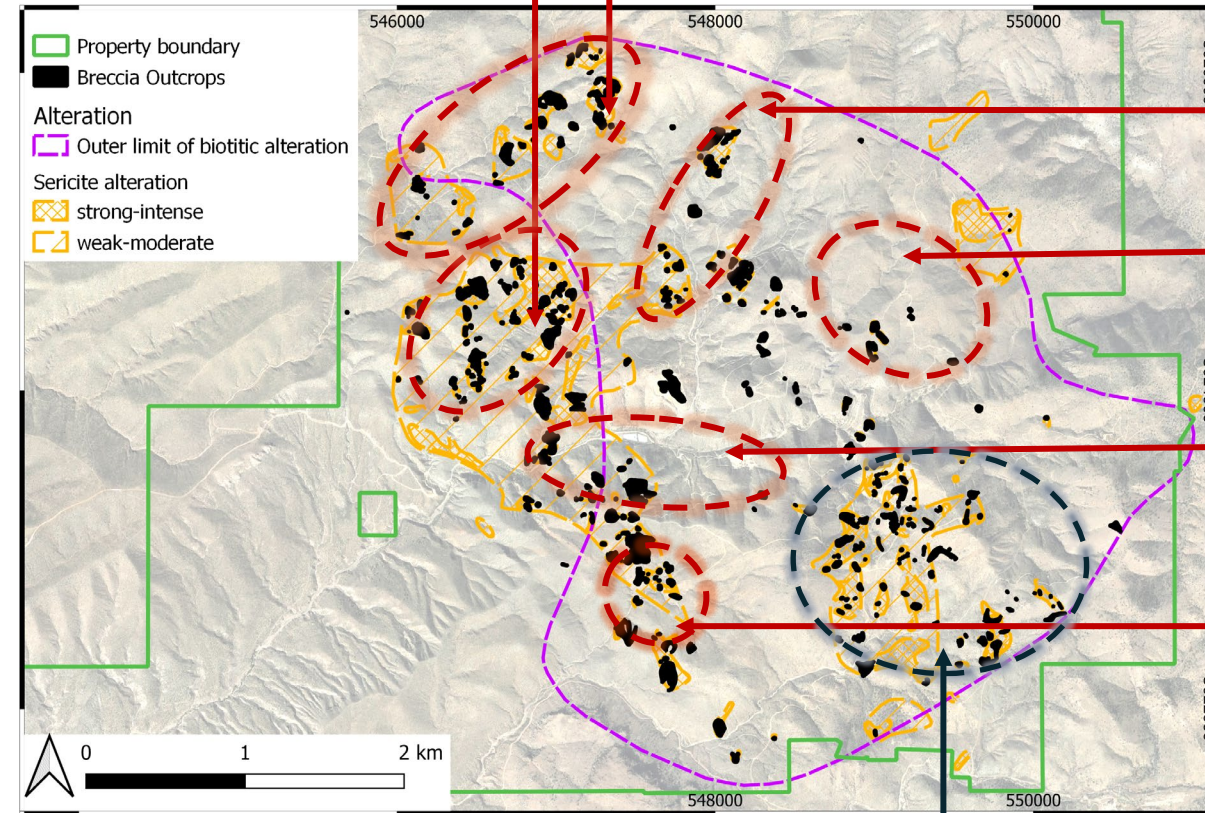 546000 548000 550000
Property boundary
Breccia Outcrops
Alteration
Outer limit of biotitic alteration
Sericite alteration
strong-intense
weak-moderate
0 1 2 km
548000 550000